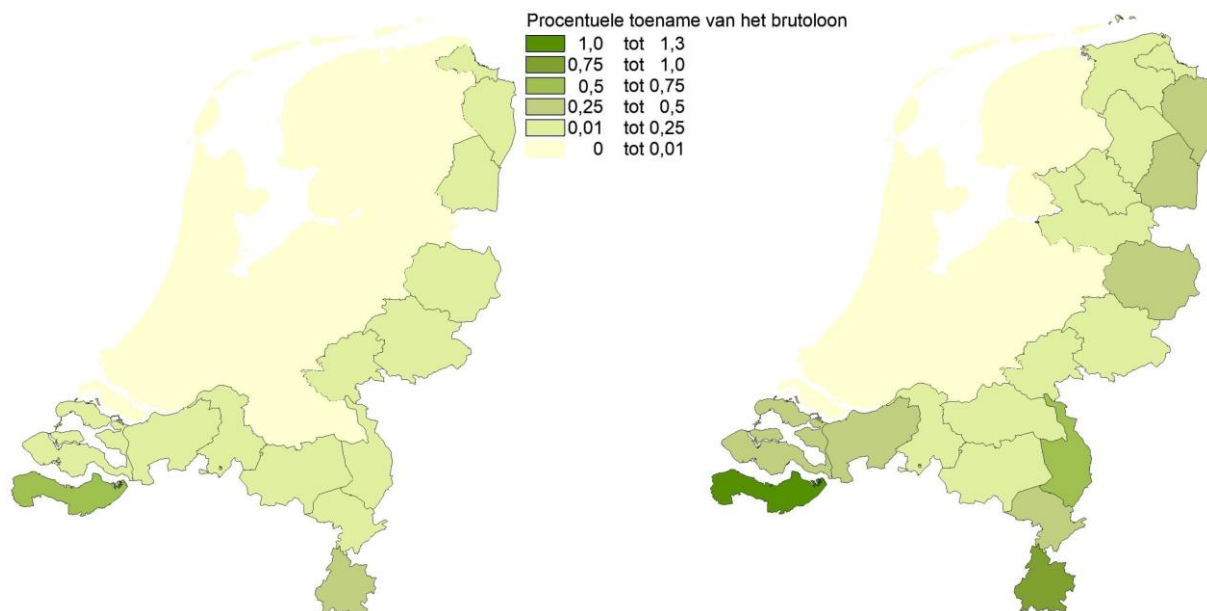 Procentuele toename van het brutoloon
1,0 tot 1,3
0,75 tot 1,0
0,5 tot 0,75
0,25 tot 0,5
0,01 tot 0,25
0 tot 0,01